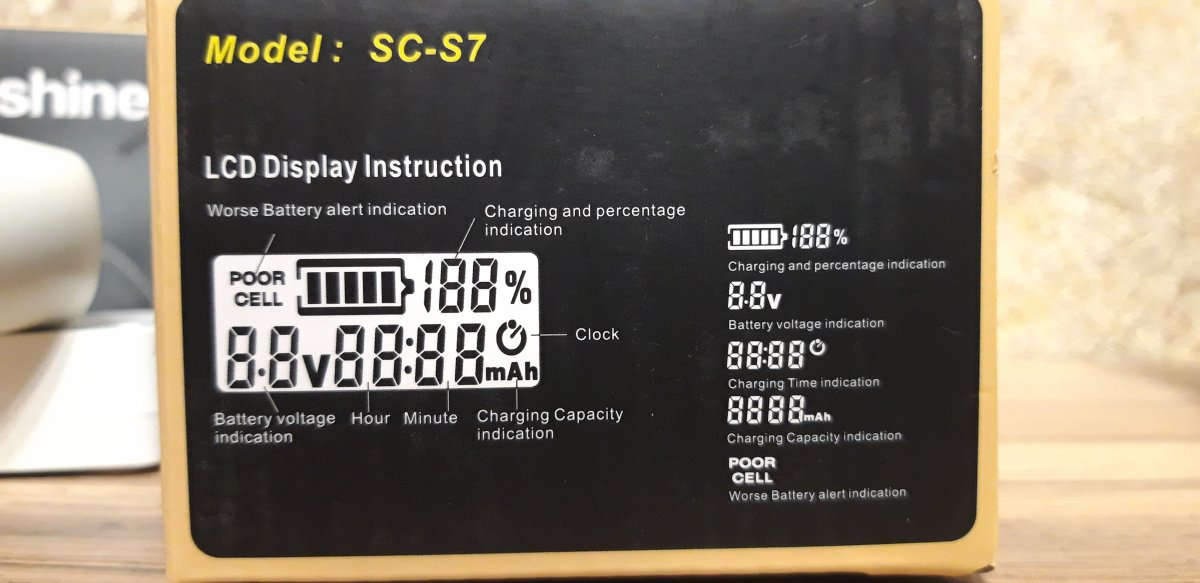 shine
Model : SC-S7
LCD Display Instruction
Worse Battery alert indication
Charging and percentage
indication
POOR
CELL
188%
8.8V88:88
mAh
Clock
Battery voltage
indication
Hour
Minute
Charging Capacity
indication
188%
Charging and percentage indication
8.8V
Battery voltage indication
88:88
Charging Time indication
8888mAh
Charging Capacity indication
POOR
CELL
Worse Battery alert indication